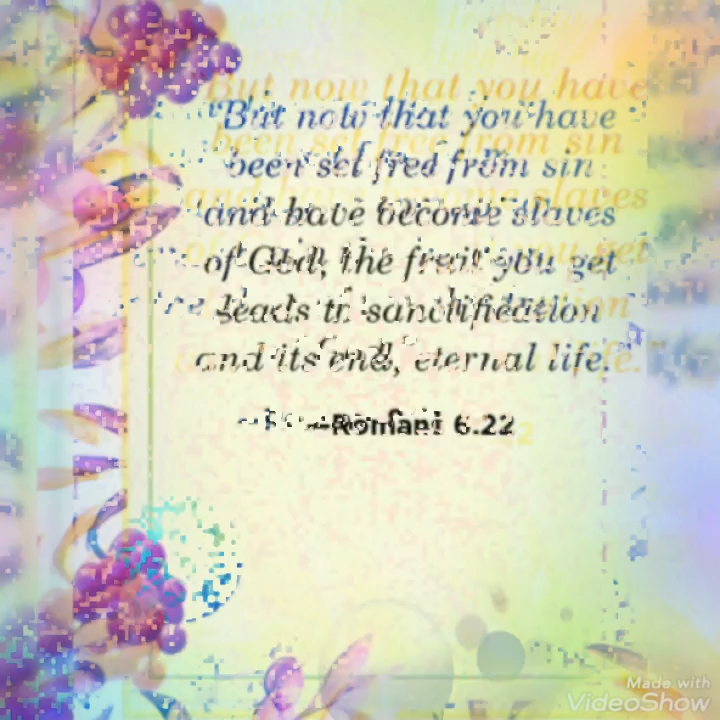 "But now that you have
been set free from sin
and have become slaves
of God, the fruit you get
leads to sanctification
and its end, eternal life."
—Romans 6.22
Made with
VideoShow